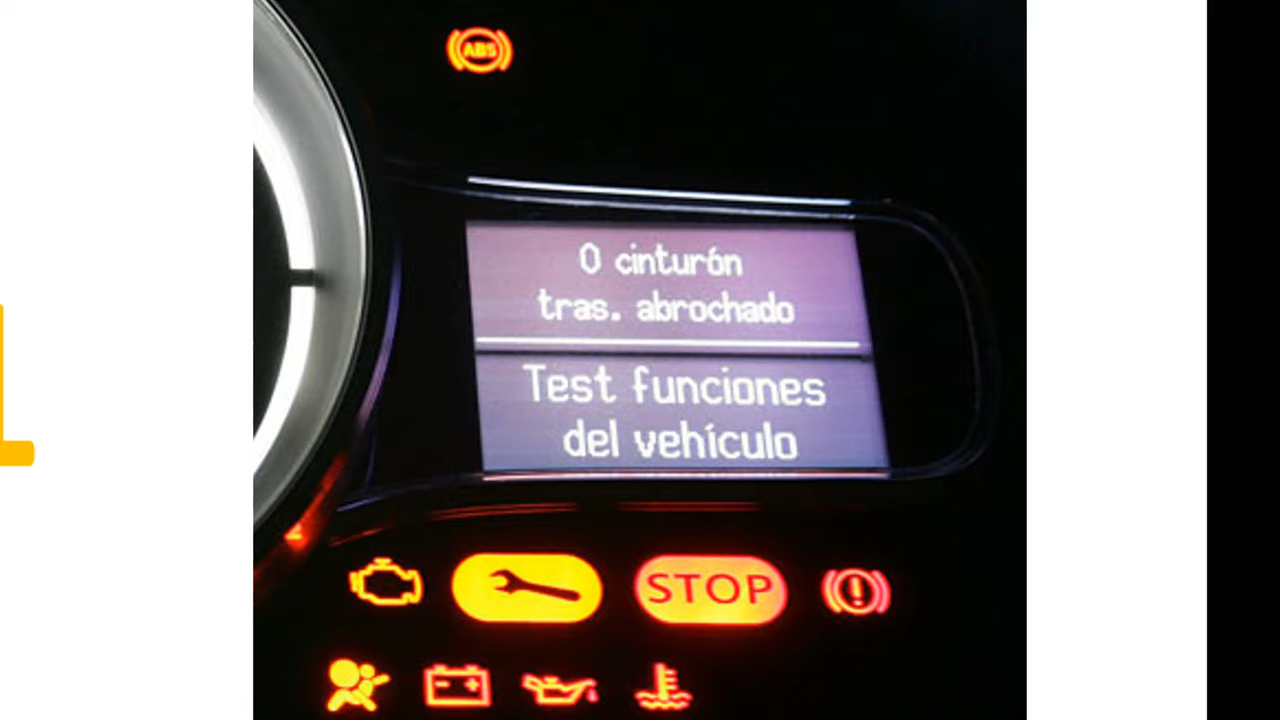 ABS
0 cinturón
tras. abrochado
Test funciones
del vehículo
STOP